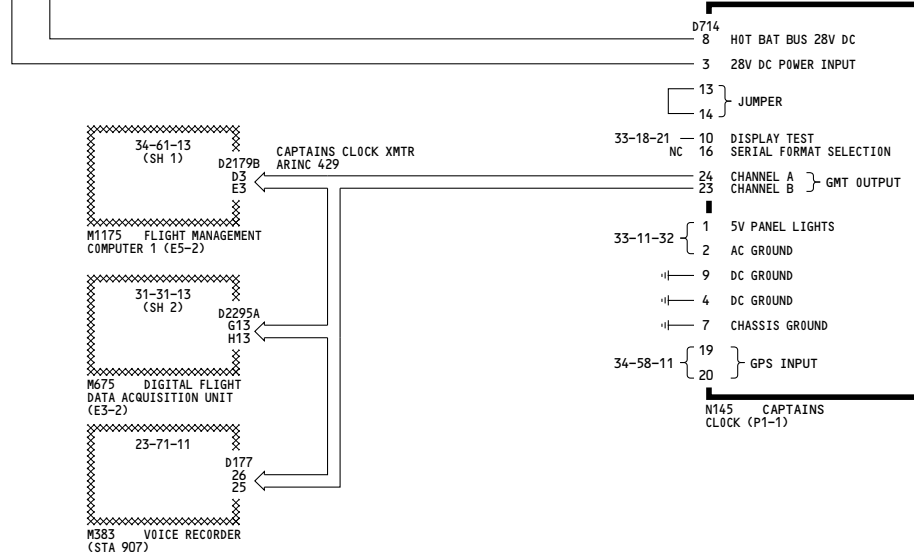 D714
8 HOT BAT BUS 28V DC
3 28V DC POWER INPUT
13
14
JUMPER
33-18-21 10 DISPLAY TEST
NC 16 SERIAL FORMAT SELECTION
24 CHANNEL A
23 CHANNEL B
GMT OUTPUT
1 5V PANEL LIGHTS
33-11-32
2 AC GROUND
9 DC GROUND
4 DC GROUND
7 CHASSIS GROUND
19
34-58-11 GPS INPUT
20
N145 CAPTAINS
CLOCK (P1-1)
CAPTAINS CLOCK XMTR
ARINC 429
34-61-13
(SH 1)
D2179B
D3
E3
M1175 FLIGHT MANAGEMENT
COMPUTER 1 (E5-2)
31-31-13
(SH 2)
D2295A
G13
H13
M675 DIGITAL FLIGHT
DATA ACQUISITION UNIT
(E3-2)
23-71-11
D177
26
25
M383 VOICE RECORDER
(STA 907)